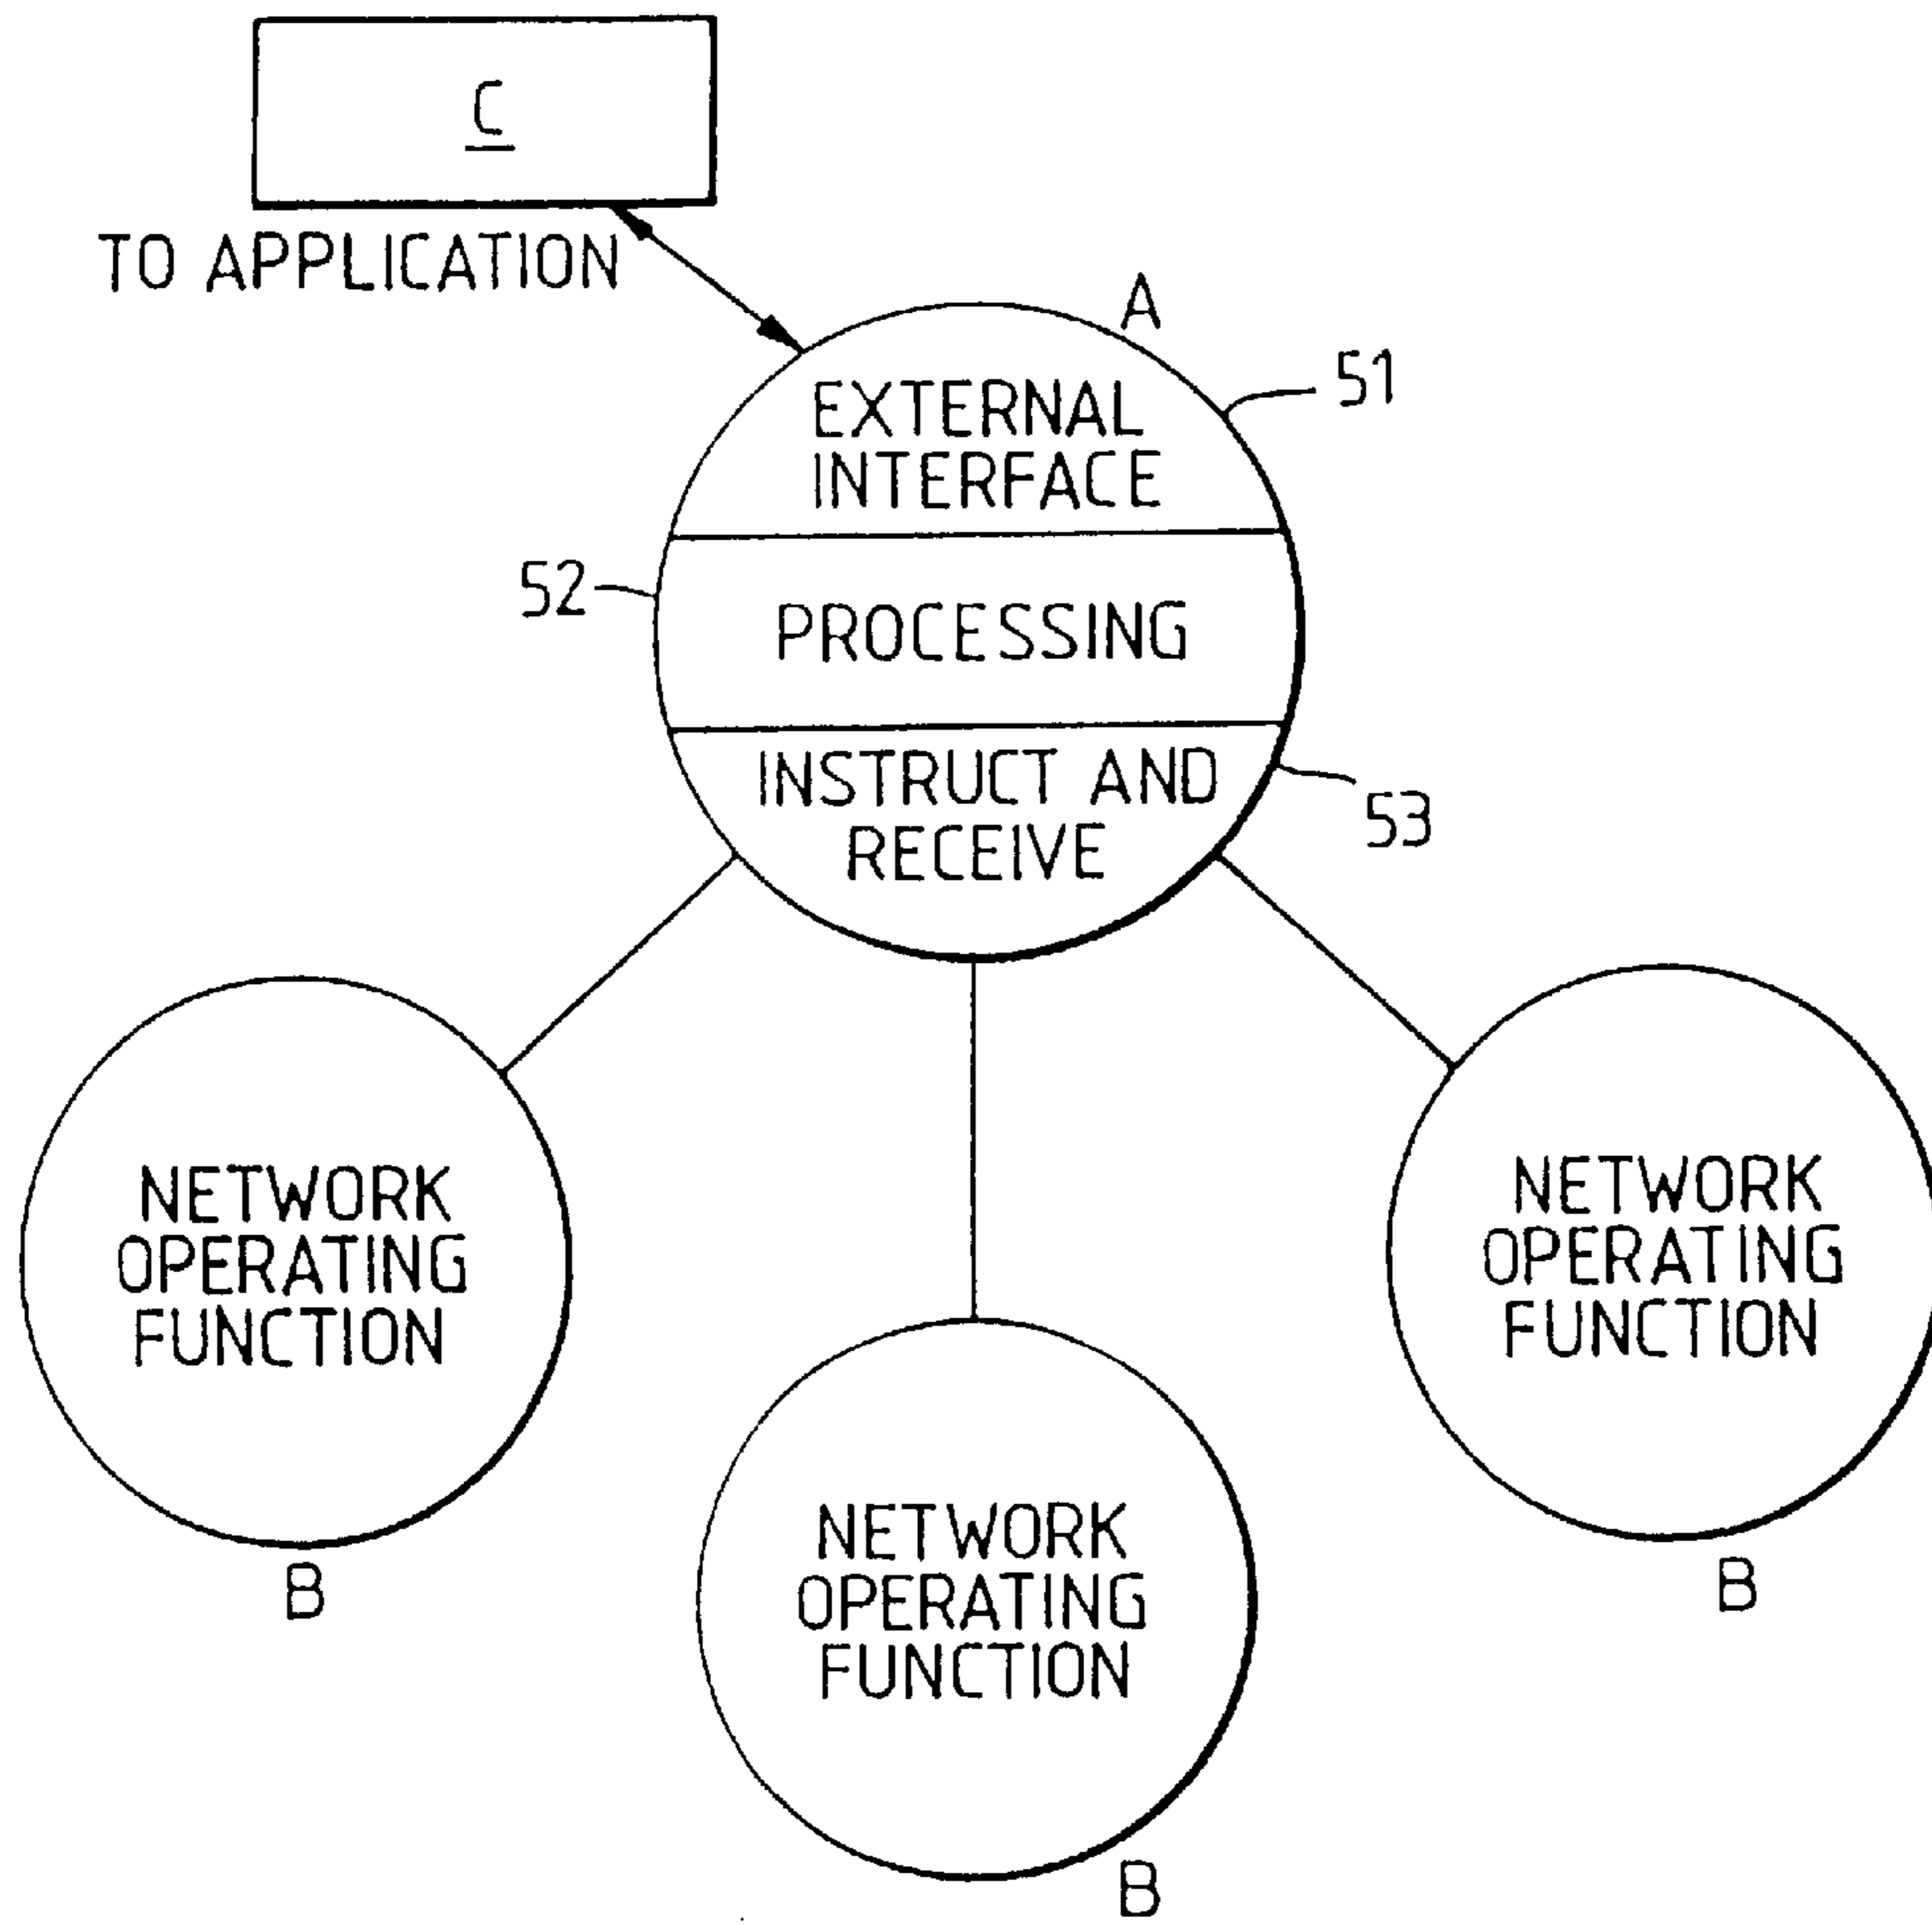 C
TO APPLICATION
A
51
EXTERNAL
INTERFACE
52
PROCESSING
INSTRUCT AND
RECEIVE
53
NETWORK
OPERATING
FUNCTION
B
NETWORK
OPERATING
FUNCTION
B
NETWORK
OPERATING
FUNCTION
B